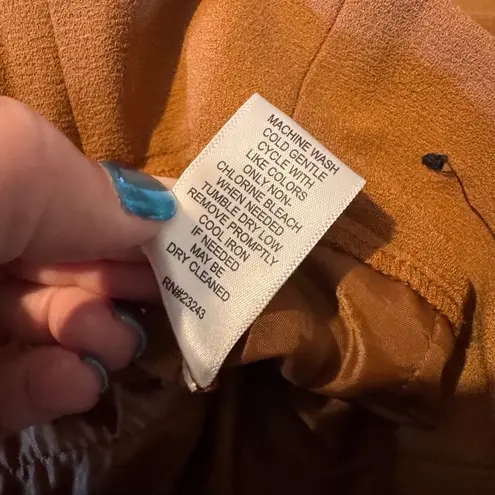 MACHINE WASH
COLD GENTLE
CYCLE WITH
LIKE COLORS
ONLY NON-
CHLORINE BLEACH
WHEN NEEDED
TUMBLE DRY LOW
REMOVE PROMPTLY
COOL IRON
IF NEEDED
MAY BE
DRY CLEANED
RN#23243